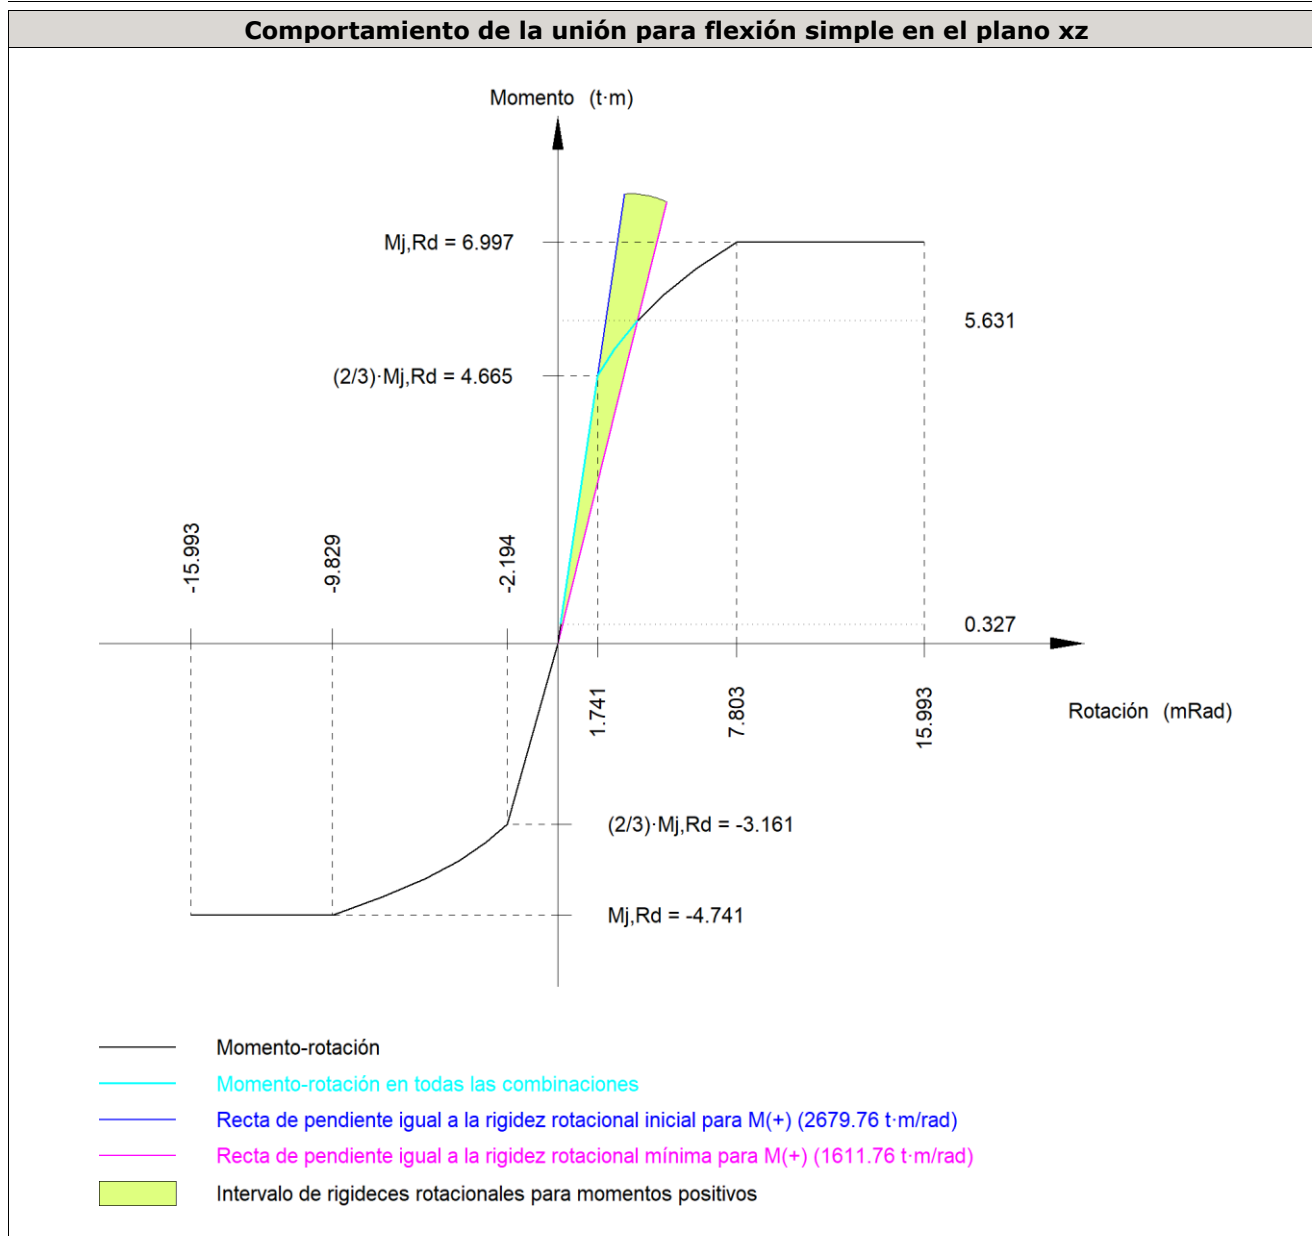 Comportamiento de la unión para flexión simple en el plano xz
Momento (t·m)
Mj,Rd = 6.997
5.631
(2/3)·Mj,Rd = 4.665
-15.993
-9.829
-2.194
0.327
1.741
7.803
15.993
Rotación (mRad)
(2/3)·Mj,Rd = -3.161
Mj,Rd = -4.741
Momento-rotación
Momento-rotación en todas las combinaciones
Recta de pendiente igual a la rigidez rotacional inicial para M(+) (2679.76 t·m/rad)
Recta de pendiente igual a la rigidez rotacional mínima para M(+) (1611.76 t·m/rad)
Intervalo de rigideces rotacionales para momentos positivos